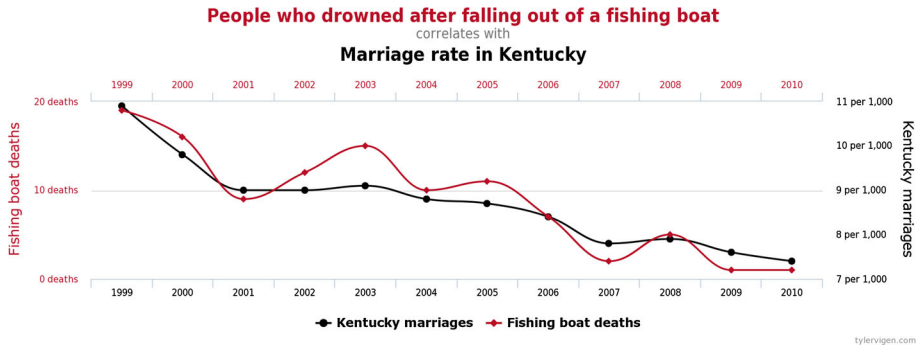 People who drowned after falling out of a fishing boat
correlates with
Marriage rate in Kentucky
1999 2000 2001 2002 2003 2004 2005 2006 2007 2008 2009 2010
20 deaths 11 per 1,000
10 per 1,000
10 deaths 9 per 1,000
8 per 1,000
0 deaths 7 per 1,000
Fishing boat deaths
Kentucky marriages
1999 2000 2001 2002 2003 2004 2005 2006 2007 2008 2009 2010
Kentucky marriages Fishing boat deaths
tylervigen.com